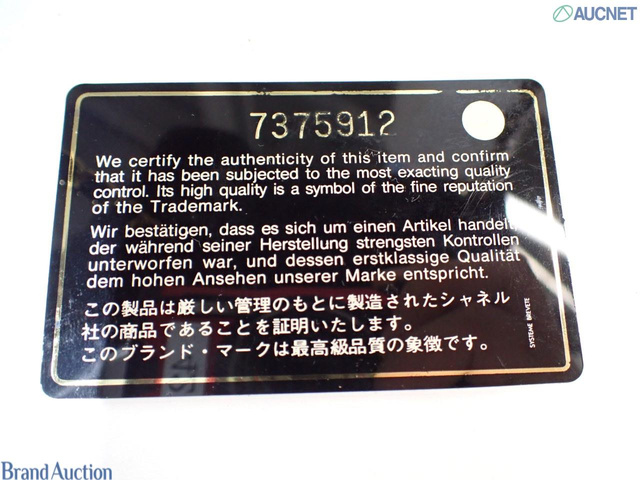 AUCNET
7375912
We certify the authenticity of this item and confirm
that it has been subjected to the most exacting quality
control. Its high quality is a symbol of the fine reputation
of the Trademark.
Wir bestätigen, dass es sich um einen Artikel handelt,
der während seiner Herstellung strengsten Kontrollen
unterworfen war, und dessen erstklassige Qualität
dem hohen Ansehen unserer Marke entspricht.
この製品は厳しい管理のもとに製造されたシャネル
社の商品であることを証明いたします。
このブランド・マークは最高級品質の象徴です。
SYSTEME BREVETE
Brand Auction